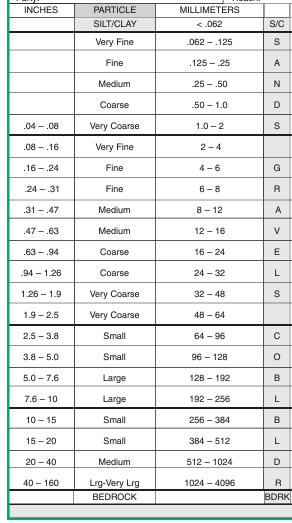 INCHES PARTICLE MILLIMETERS
SILT/CLAY < .062 S/C
Very Fine .062 – .125 S
Fine .125 – .25 A
Medium .25 – .50 N
Coarse .50 – 1.0 D
.04 – .08 Very Coarse 1.0 – 2 S
.08 – .16 Very Fine 2 – 4
.16 – .24 Fine 4 – 6 G
.24 – .31 Fine 6 – 8 R
.31 – .47 Medium 8 – 12 A
.47 – .63 Medium 12 – 16 V
.63 – .94 Coarse 16 – 24 E
.94 – 1.26 Coarse 24 – 32 L
1.26 – 1.9 Very Coarse 32 – 48 S
1.9 – 2.5 Very Coarse 48 – 64
2.5 – 3.8 Small 64 – 96 C
3.8 – 5.0 Small 96 – 128 O
5.0 – 7.6 Large 128 – 192 B
7.6 – 10 Large 192 – 256 L
10 – 15 Small 256 – 384 B
15 – 20 Small 384 – 512 L
20 – 40 Medium 512 – 1024 D
40 – 160 Lrg-Very Lrg 1024 – 4096 R
BEDROCK BDRK